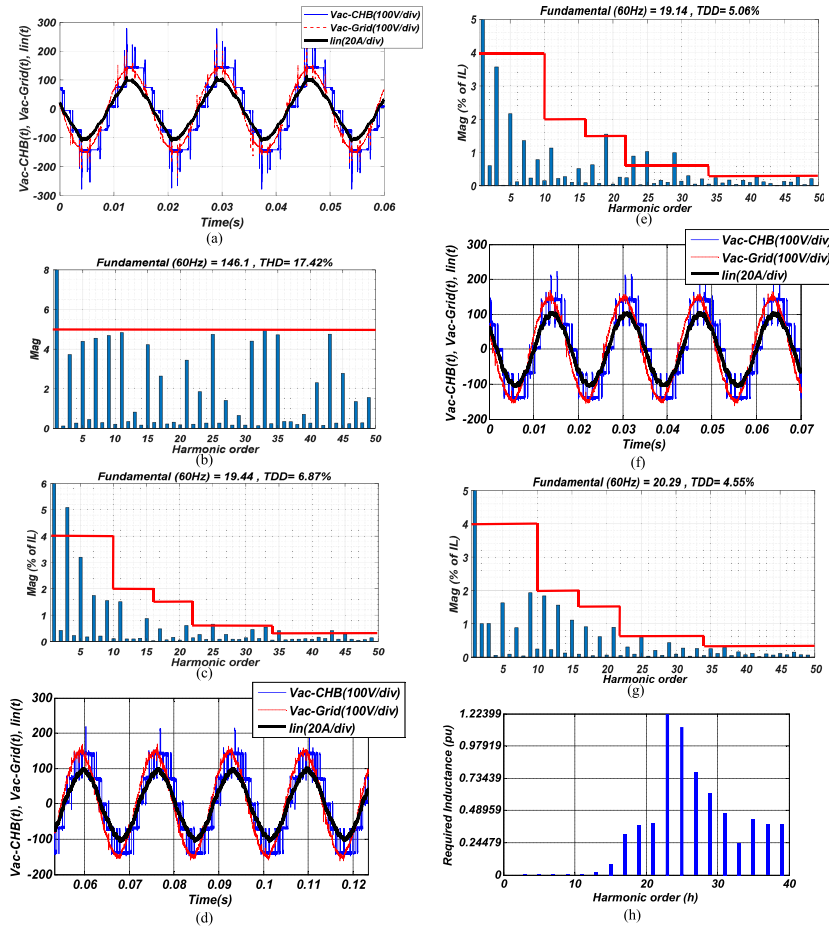 Vac-CHB(t), Vac-Grid(t), Iin(t)
300
200
100
0
-100
-200
-300
Vac-CHB(100V/div)
Vac-Grid(100V/div)
Iin(20A/div)
0 0.01 0.02 0.03 0.04 0.05 0.06
Time(s)
(a)
Fundamental (60Hz) = 146.1 , THD= 17.42%
Mag
8
6
4
2
0
5 10 15 20 25 30 35 40 45 50
Harmonic order
(b)
Fundamental (60Hz) = 19.44 , TDD= 6.87%
Mag (% of IL)
6
5
4
3
2
1
0
5 10 15 20 25 30 35 40 45 50
Harmonic order
(c)
Vac-CHB(t), Vac-Grid(t), Iin(t)
300
200
100
0
-100
-200
Vac-CHB(100V/div)
Vac-Grid(100V/div)
Iin(20A/div)
0.06 0.07 0.08 0.09 0.1 0.11 0.12
Time(s)
(d)
Fundamental (60Hz) = 19.14 , TDD= 5.06%
Mag (% of IL)
5
4
3
2
1
0
5 10 15 20 25 30 35 40 45 50
Harmonic order
(e)
Vac-CHB(t), Vac-Grid(t), Iin(t)
300
200
100
0
-100
-200
Vac-CHB(100V/div)
Vac-Grid(100V/div)
Iin(20A/div)
0 0.01 0.02 0.03 0.04 0.05 0.06 0.07
Time(s)
(f)
Fundamental (60Hz) = 20.29 , TDD= 4.55%
Mag (% of IL)
5
4
3
2
1
0
5 10 15 20 25 30 35 40 45 50
Harmonic order
(g)
Required Inductance (pu)
1.22399
0.97919
0.73439
0.48959
0.24479
0 10 20 30 40
Harmonic order (h)
(h)